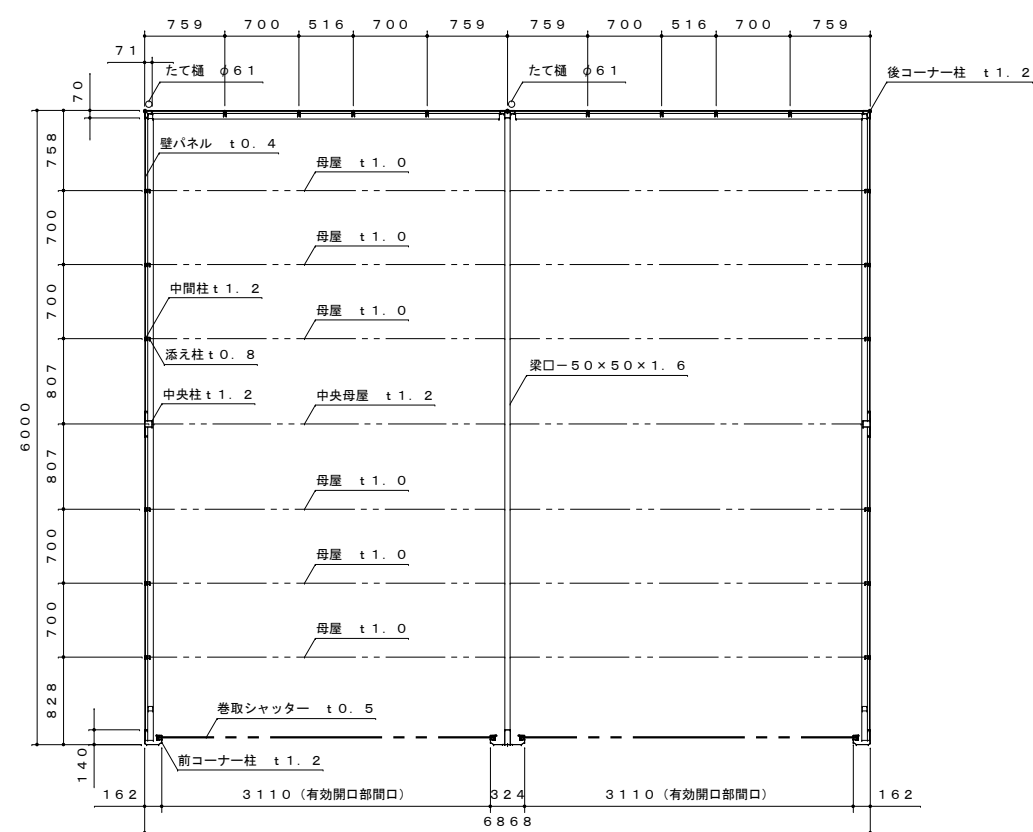 ７５９　７００　５１６　７００　７５９　７５９　７００　５１６　７００　７５９
７１
たて樋　φ６１　たて樋　φ６１　後コーナー柱　ｔ１．２
７０
壁パネル　ｔ０．４
７５８
母屋　ｔ１．０
７００
母屋　ｔ１．０
７００
中間柱ｔ１．２
母屋　ｔ１．０
添え柱ｔ０．８
梁口－５０×５０×１．６
８０７
中央柱ｔ１．２　中央母屋　ｔ１．２
６０００
８０７
母屋　ｔ１．０
７００
母屋　ｔ１．０
７００
母屋　ｔ１．０
８２８
巻取シャッター　ｔ０．５
１４０
前コーナー柱　ｔ１．２
１６２　３１１０（有効開口部間口）　３２４　３１１０（有効開口部間口）　１６２
６８６８